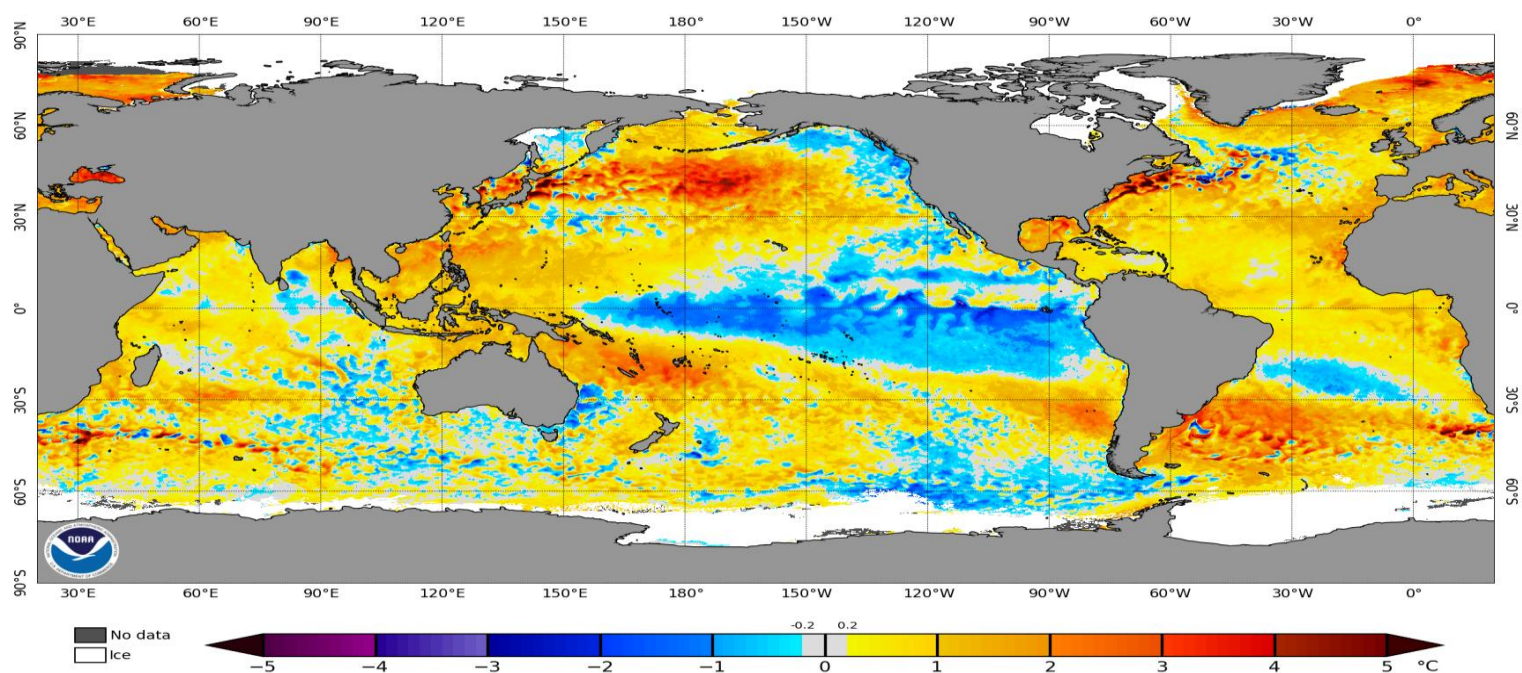 30°E 60°E 90°E 120°E 150°E 180° 150°W 120°W 90°W 60°W 30°W 0°
90°N
60°N 60°N
30°N 30°N
0° 0°
30°S 30°S
60°S 60°S
NOAA
90°S
30°E 60°E 90°E 120°E 150°E 180° 150°W 120°W 90°W 60°W 30°W 0°
-0.2 0.2
No data
Ice
−5 −4 −3 −2 −1 0 1 2 3 4 5 °C